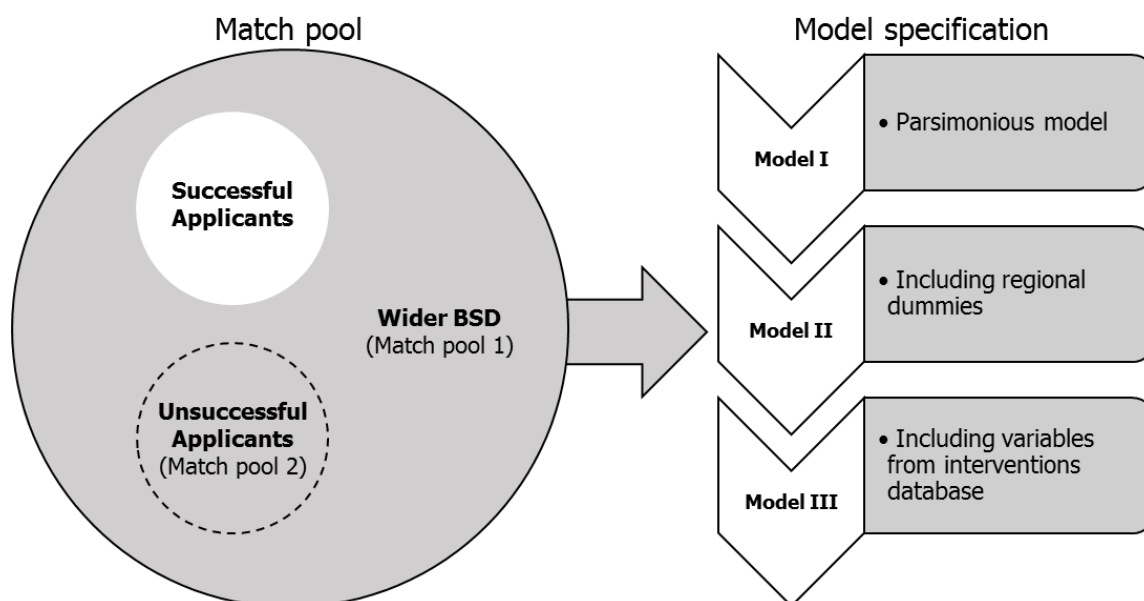 Match pool
Successful
Applicants
Wider BSD
(Match pool 1)
Unsuccessful
Applicants
(Match pool 2)
Model specification
Model I
• Parsimonious model
Model II
• Including regional
dummies
Model III
• Including variables
from interventions
database